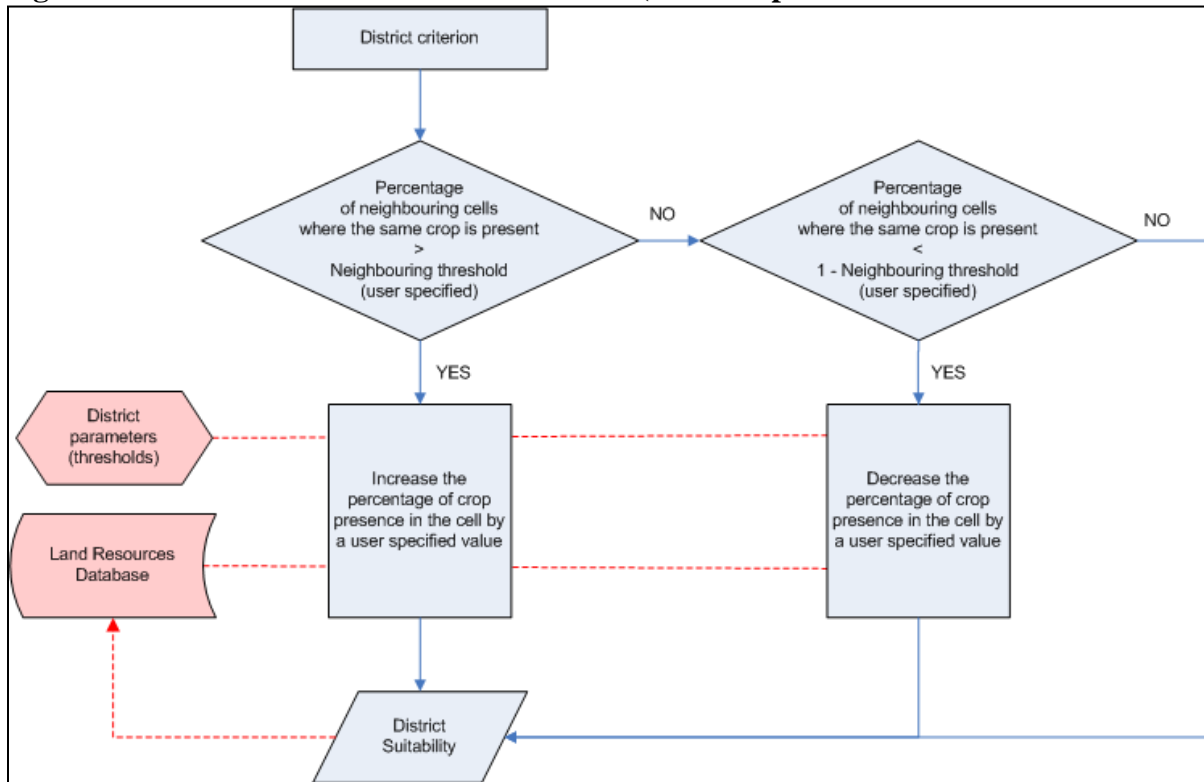 District criterion
Percentage
of neighbouring cells
where the same crop is present
>
Neighbouring threshold
(user specified)
NO
Percentage
of neighbouring cells
where the same crop is present
<
1 - Neighbouring threshold
(user specified)
NO
YES
YES
District
parameters
(thresholds)
Increase the
percentage of crop
presence in the cell by
a user specified value
Decrease the
percentage of crop
presence in the cell by
a user specified value
Land Resources
Database
District
Suitability